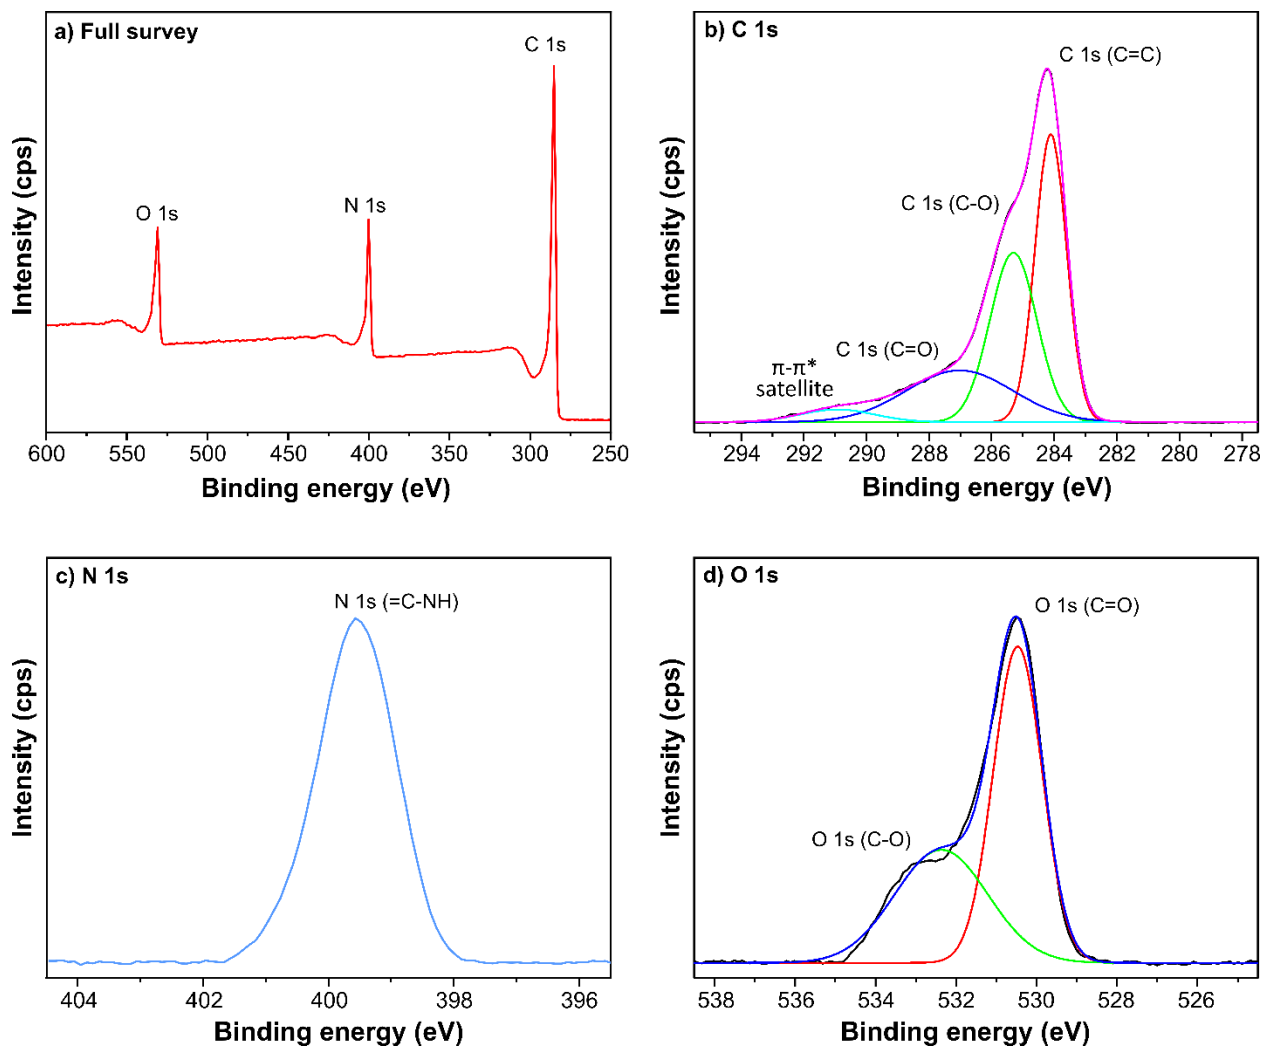 a) Full survey
C 1s
N 1s
O 1s
Intensity (cps)
600 550 500 450 400 350 300 250
Binding energy (eV)
b) C 1s
C 1s (C=C)
C 1s (C-O)
C 1s (C=O)
π-π*
satellite
Intensity (cps)
294 292 290 288 286 284 282 280 278
Binding energy (eV)
c) N 1s
N 1s (=C-NH)
Intensity (cps)
404 402 400 398 396
Binding energy (eV)
d) O 1s
O 1s (C=O)
O 1s (C-O)
Intensity (cps)
538 536 534 532 530 528 526
Binding energy (eV)